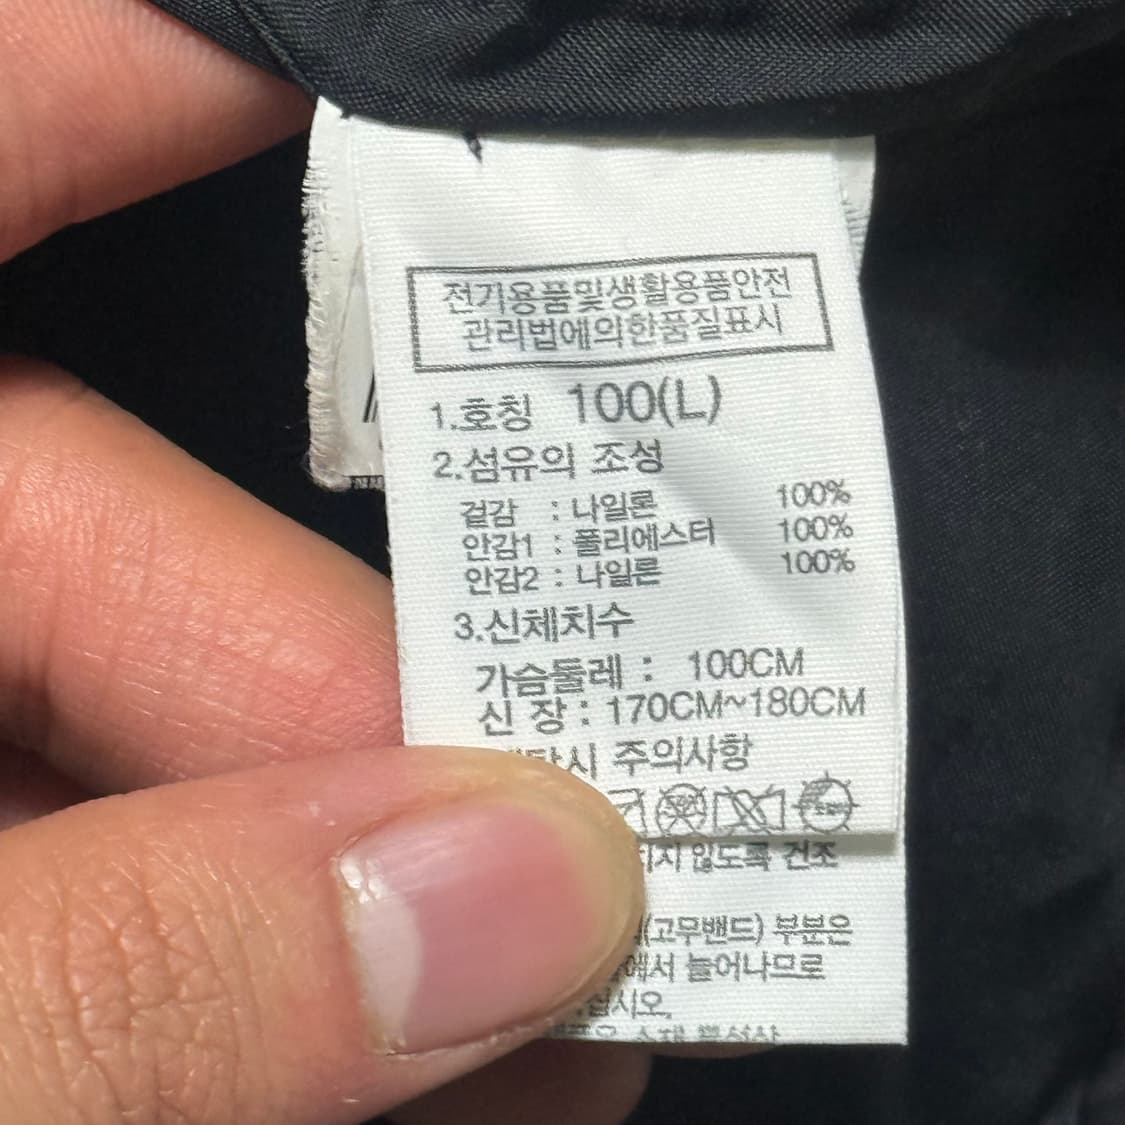 전기용품및생활용품안전
관리법에의한품질표시
1.호칭 100(L)
2.섬유의 조성
겉감 : 나일론 100%
안감1 : 폴리에스터 100%
안감2 : 나일론 100%
3.신체치수
가슴둘레 : 100CM
신 장 : 170CM~180CM
주의사항
않도록 건조
(고무밴드) 부분은
늘어나므로